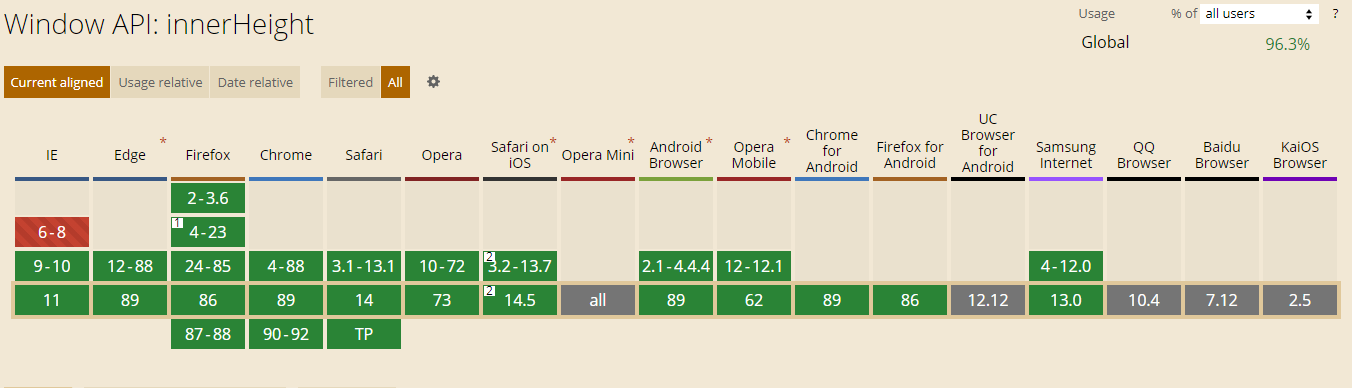 Window API: innerHeight
Usage % of all users ?
Global 96.3%
Current aligned Usage relative Date relative Filtered All
IE Edge * Firefox Chrome Safari Opera Safari on iOS * Opera Mini * Android Browser * Opera Mobile * Chrome for Android Firefox for Android UC Browser for Android Samsung Internet QQ Browser Baidu Browser KaiOS Browser
2-3.6
6-8 1 4-23
9-10 12-88 24-85 4-88 3.1-13.1 10-72 2 3.2-13.7 2.1-4.4.4 12-12.1 4-12.0
11 89 86 89 14 73 2 14.5 all 89 62 89 86 12.12 13.0 10.4 7.12 2.5
87-88 90-92 TP